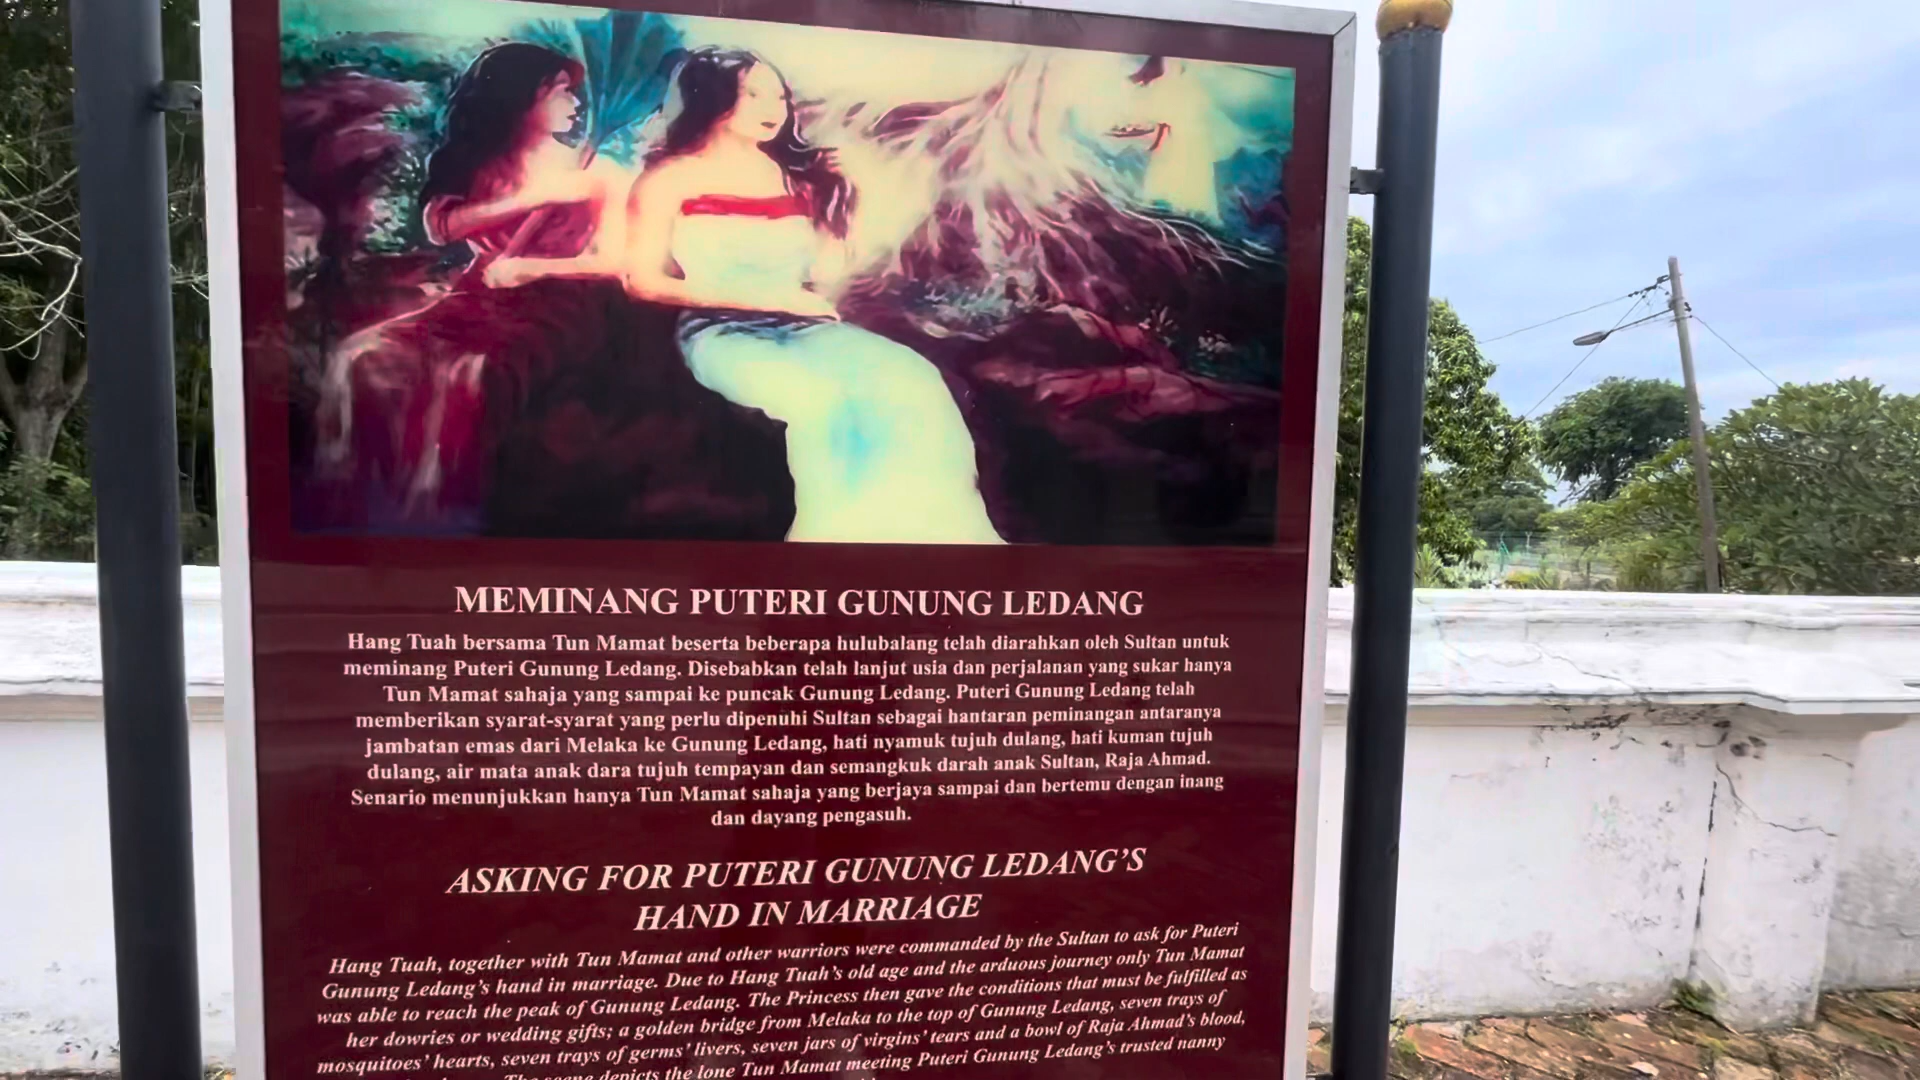 MEMINANG PUTERI GUNUNG LEDANG
Hang Tuah bersama Tun Mamat beserta beberapa hulubalang telah diarahkan oleh Sultan untuk
meminang Puteri Gunung Ledang. Disebabkan telah lanjut usia dan perjalanan yang sukar hanya
Tun Mamat sahaja yang sampai ke puncak Gunung Ledang. Puteri Gunung Ledang telah
memberikan syarat-syarat yang perlu dipenuhi Sultan sebagai hantaran peminangan antaranya
jambatan emas dari Melaka ke Gunung Ledang, hati nyamuk tujuh dulang, hati kuman tujuh
dulang, air mata anak dara tujuh tempayan dan semangkuk darah anak Sultan, Raja Ahmad.
Senario menunjukkan hanya Tun Mamat sahaja yang berjaya sampai dan bertemu dengan inang
dan dayang pengasuh.
ASKING FOR PUTERI GUNUNG LEDANG'S
HAND IN MARRIAGE
Hang Tuah, together with Tun Mamat and other warriors were commanded by the Sultan to ask for Puteri
Gunung Ledang's hand in marriage. Due to Hang Tuah's old age and the arduous journey only Tun Mamat
was able to reach the peak of Gunung Ledang. The Princess then gave the conditions that must be fulfilled as
her dowries or wedding gifts; a golden bridge from Melaka to the top of Gunung Ledang, seven trays of
mosquitoes' hearts, seven trays of germs' livers, seven jars of virgins' tears and a bowl of Raja Ahmad's blood,
The scene depicts the lone Tun Mamat meeting Puteri Gunung Ledang's trusted nanny